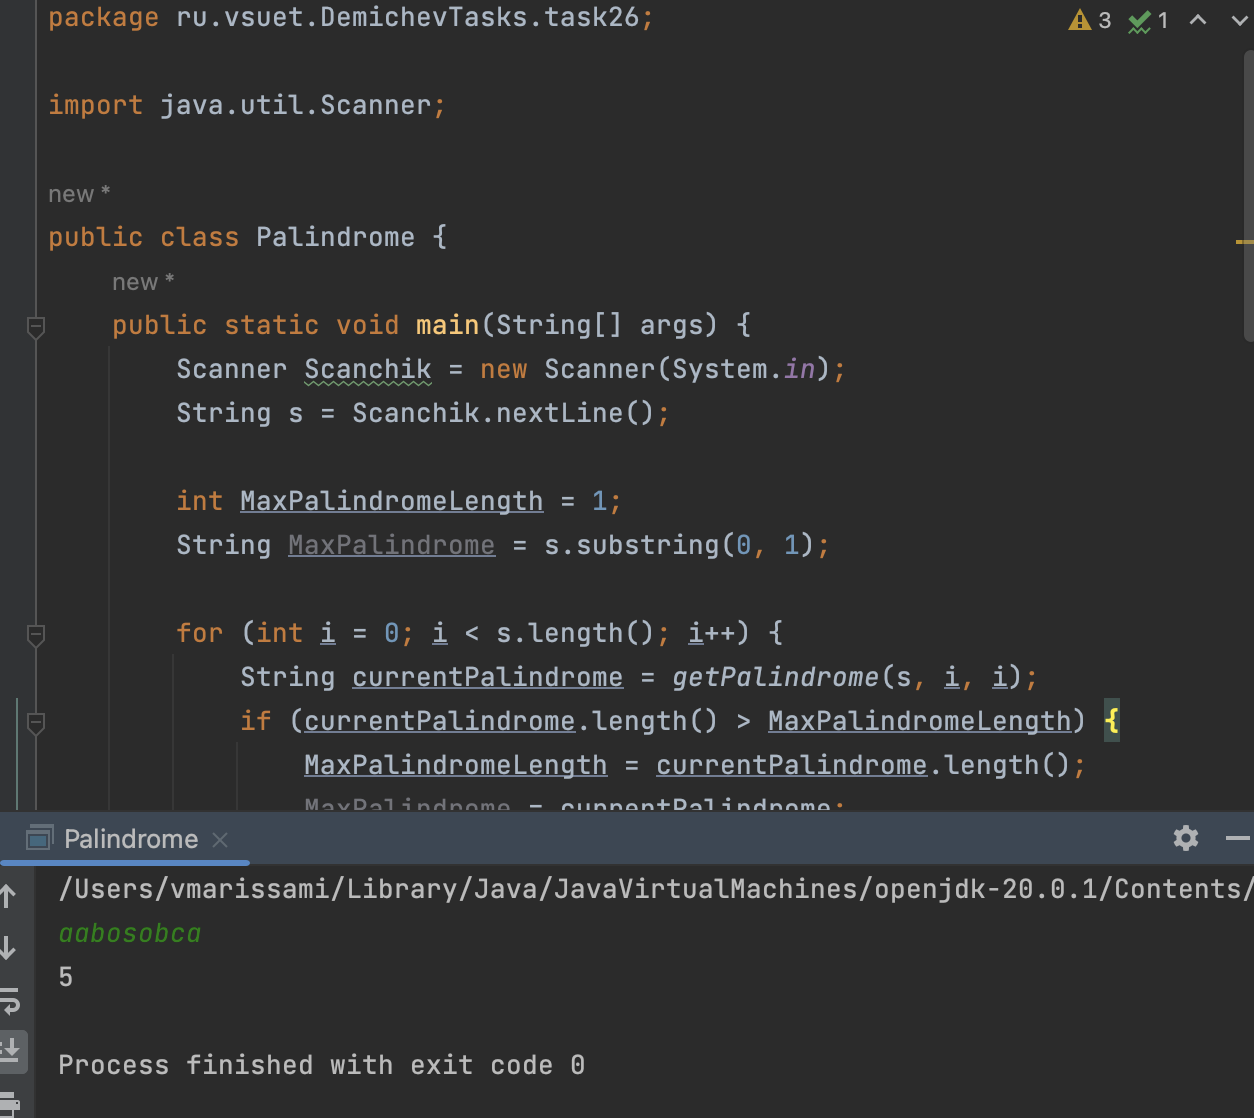 package ru.vsuet.DemichevTasks.task26;
3 1
import java.util.Scanner;
new *
public class Palindrome {
new *
public static void main(String[] args) {
Scanner Scanchik = new Scanner(System.in);
String s = Scanchik.nextLine();
int MaxPalindromeLength = 1;
String MaxPalindrome = s.substring(0, 1);
for (int i = 0; i < s.length(); i++) {
String currentPalindrome = getPalindrome(s, i, i);
if (currentPalindrome.length() > MaxPalindromeLength) {
MaxPalindromeLength = currentPalindrome.length();
MaxPalindrome = currentPalindrome;
Palindrome
/Users/vmarissami/Library/Java/JavaVirtualMachines/openjdk-20.0.1/Contents/
aabosobca
5
Process finished with exit code 0